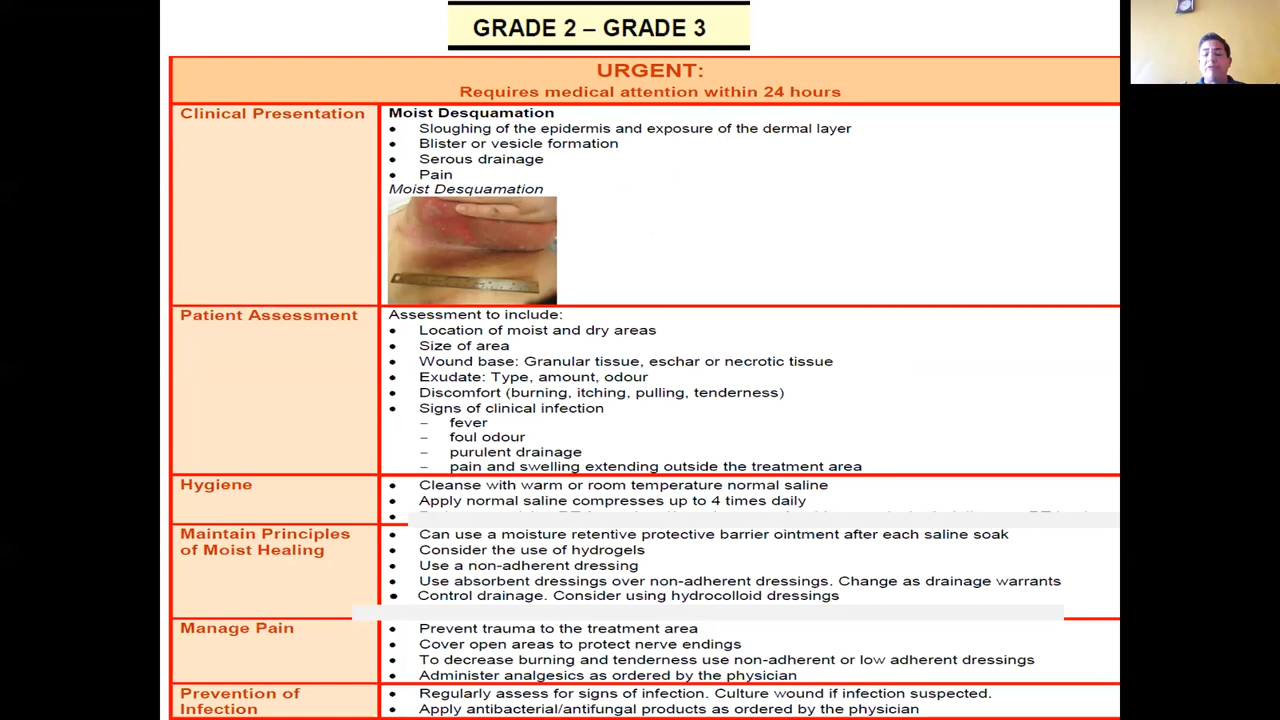 GRADE 2 – GRADE 3
URGENT:
Requires medical attention within 24 hours
Clinical Presentation
Moist Desquamation
• Sloughing of the epidermis and exposure of the dermal layer
• Blister or vesicle formation
• Serous drainage
• Pain
Moist Desquamation
Patient Assessment
Assessment to include:
• Location of moist and dry areas
• Size of area
• Wound base: Granular tissue, eschar or necrotic tissue
• Exudate: Type, amount, odour
• Discomfort (burning, itching, pulling, tenderness)
• Signs of clinical infection
– fever
– foul odour
– purulent drainage
– pain and swelling extending outside the treatment area
Hygiene
• Cleanse with warm or room temperature normal saline
• Apply normal saline compresses up to 4 times daily
Maintain Principles
of Moist Healing
• Can use a moisture retentive protective barrier ointment after each saline soak
• Consider the use of hydrogels
• Use a non-adherent dressing
• Use absorbent dressings over non-adherent dressings. Change as drainage warrants
• Control drainage. Consider using hydrocolloid dressings
Manage Pain
• Prevent trauma to the treatment area
• Cover open areas to protect nerve endings
• To decrease burning and tenderness use non-adherent or low adherent dressings
• Administer analgesics as ordered by the physician
Prevention of
Infection
• Regularly assess for signs of infection. Culture wound if infection suspected.
• Apply antibacterial/antifungal products as ordered by the physician